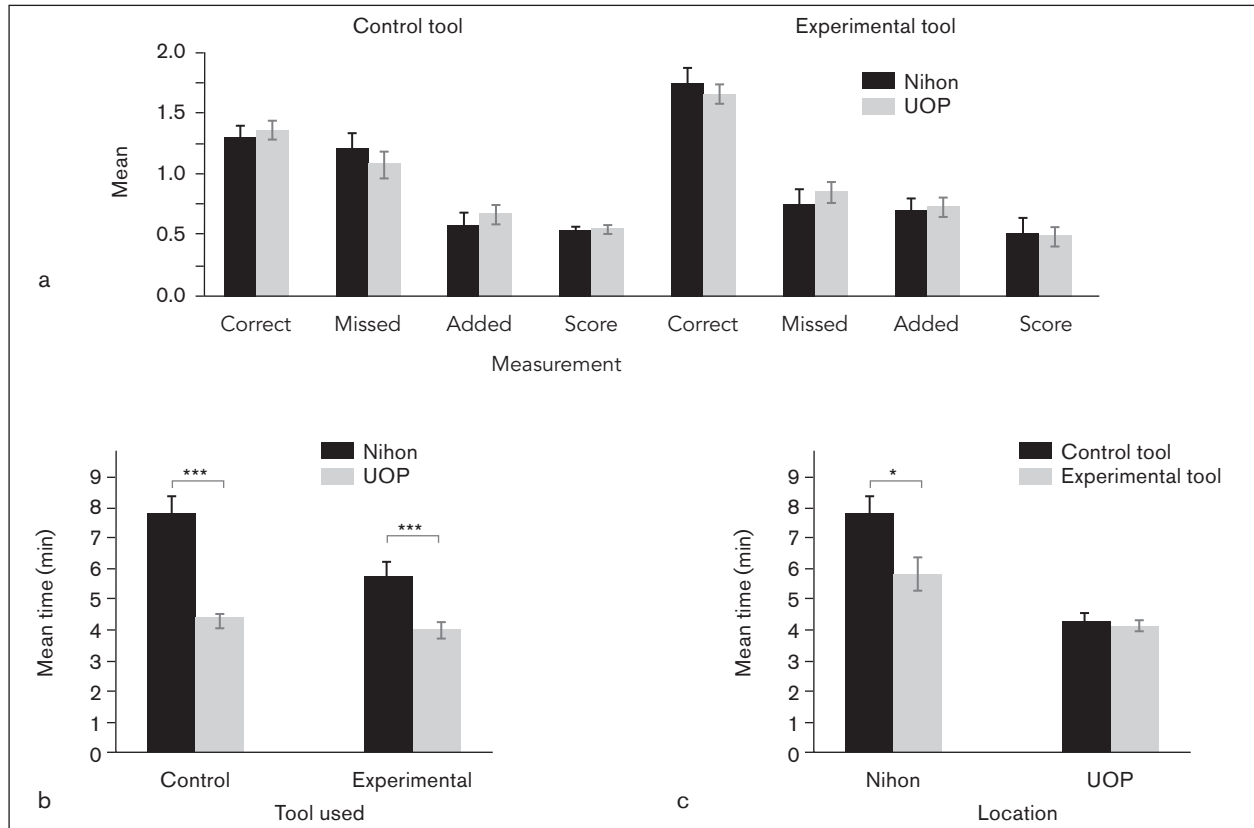 Control tool
Experimental tool
Nihon
UOP
2.0
1.5
1.0
0.5
0.0
Mean
Correct Missed Added Score Correct Missed Added Score
Measurement
a
Nihon
UOP
***
***
9
8
7
6
5
4
3
2
1
0
Mean time (min)
Control Experimental
Tool used
b
Control tool
Experimental tool
*
9
8
7
6
5
4
3
2
1
0
Mean time (min)
Nihon UOP
Location
c